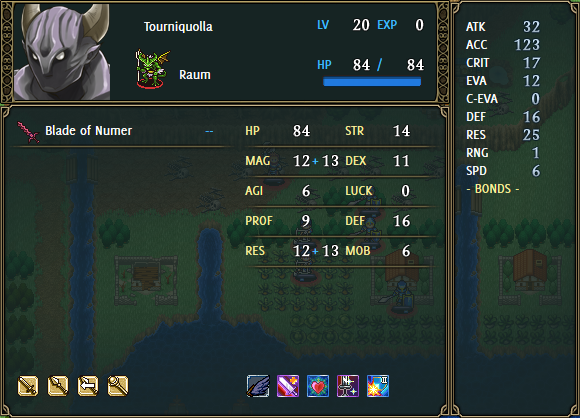 Tourniquolla LV 20 EXP 0
Raum HP 84 / 84
Blade of Numer --
HP 84 STR 14
MAG 12 + 13 DEX 11
AGI 6 LUCK 0
PROF 9 DEF 16
RES 12 + 13 MOB 6
ATK 32
ACC 123
CRIT 17
EVA 12
C-EVA 0
DEF 16
RES 25
RNG 1
SPD 6
- BONDS -